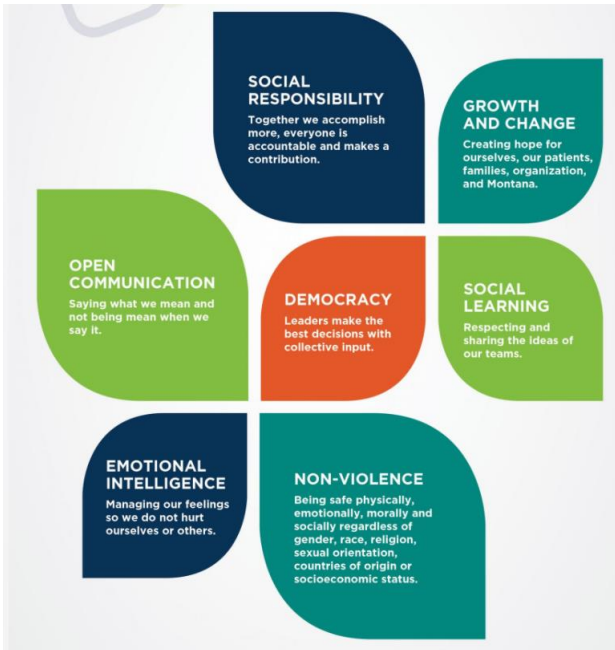 SOCIAL
RESPONSIBILITY
Together we accomplish
more, everyone is
accountable and makes a
contribution.
GROWTH
AND CHANGE
Creating hope for
ourselves, our patients,
families, organization,
and Montana.
OPEN
COMMUNICATION
Saying what we mean and
not being mean when we
say it.
DEMOCRACY
Leaders make the
best decisions with
collective input.
SOCIAL
LEARNING
Respecting and
sharing the ideas of
our teams.
EMOTIONAL
INTELLIGENCE
Managing our feelings
so we do not hurt
ourselves or others.
NON-VIOLENCE
Being safe physically,
emotionally, morally and
socially regardless of
gender, race, religion,
sexual orientation,
countries of origin or
socioeconomic status.